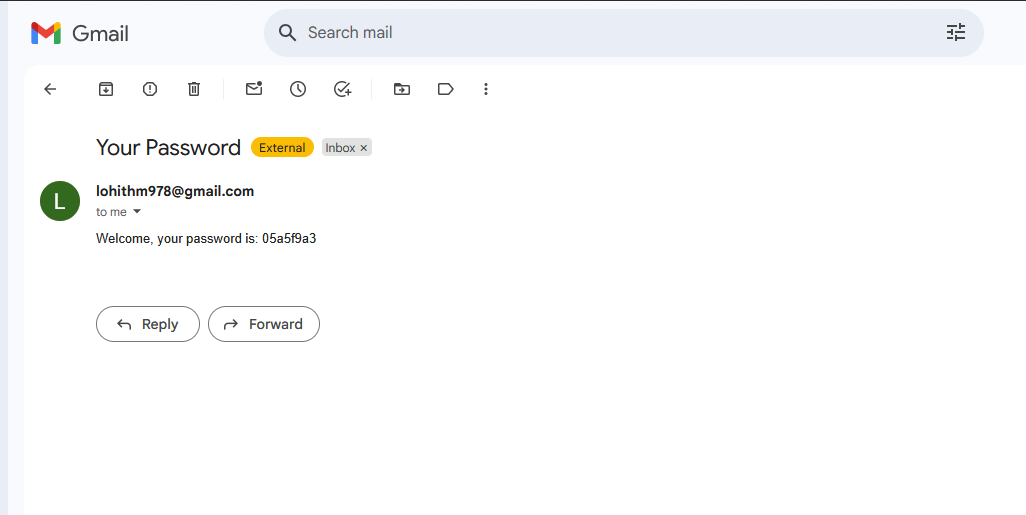 Gmail
Search mail
Your Password External Inbox ×
L
lohithm978@gmail.com
to me
Welcome, your password is: 05a5f9a3
Reply Forward